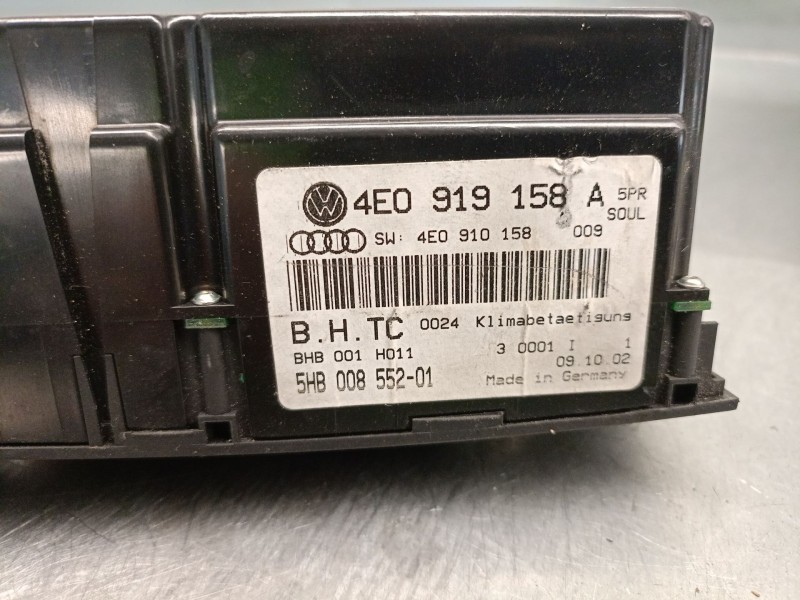 4E0 919 158 A 5PR
SOUL
SW: 4E0 910 158 009
B.H.TC 0024 Klimabetaetigung
BHB 001 H011 3 0001 I 1
09.10.02
5HB 008 552-01 Made in Germany